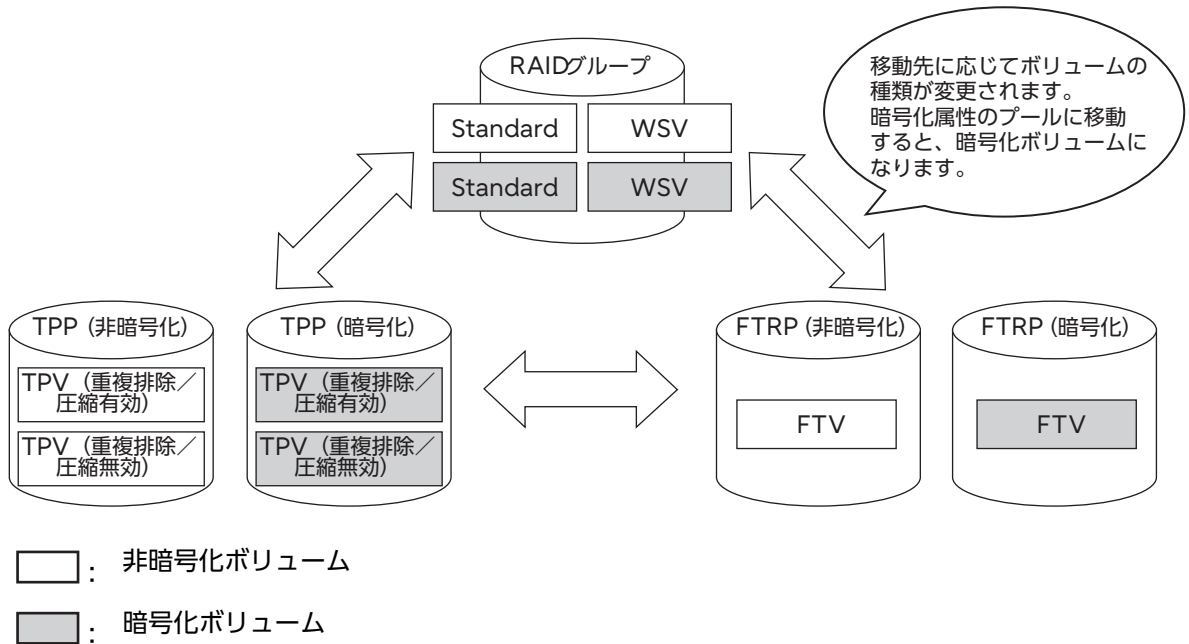 RAIDグループ
Standard
WSV
Standard
WSV
移動先に応じてボリュームの
種類が変更されます。
暗号化属性のプールに移動
すると、暗号化ボリュームに
なります。
TPP（非暗号化）
TPV（重複排除／
圧縮有効）
TPV（重複排除／
圧縮無効）
TPP（暗号化）
TPV（重複排除／
圧縮有効）
TPV（重複排除／
圧縮無効）
FTRP（非暗号化）
FTV
FTRP（暗号化）
FTV
： 非暗号化ボリューム
： 暗号化ボリューム